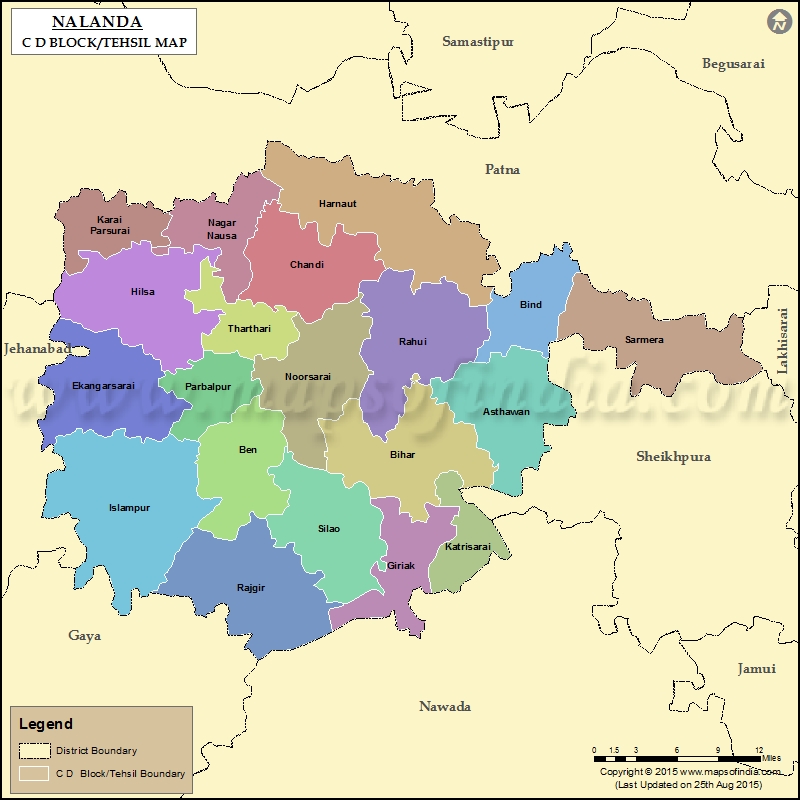 NALANDA
C D BLOCK/TEHSIL MAP
N
Samastipur
Begusarai
Patna
Harnaut
Karai
Parsurai
Nagar
Nausa
Chandi
Hilsa
Bind
Lakhisarai
Tharthari
Rahui
Sarmera
Jehanabad
Noorsarai
Ekangarsarai
Parbalpur
www.mapsofindia.com
Asthawan
Ben
Bihar
Sheikhpura
Islampur
Silao
Katrisarai
Giriak
Rajgir
Gaya
Jamui
Nawada
Legend
District Boundary
C D Block/Tehsil Boundary
0 1.5 3 6 9 12
Miles
Copyright © 2015 www.mapsofindia.com
(Last Updated on 25th Aug 2015)